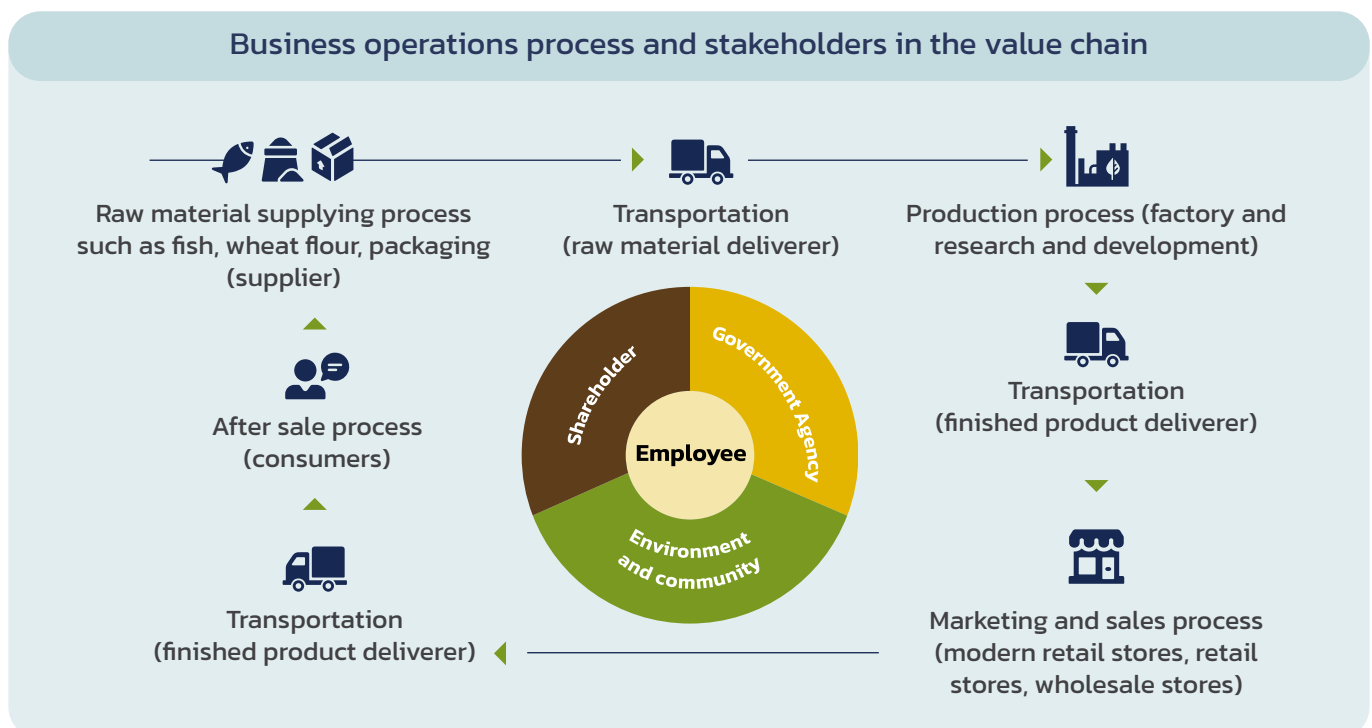 Business operations process and stakeholders in the value chain
Raw material supplying process
such as fish, wheat flour, packaging
(supplier)
Transportation
(raw material deliverer)
Production process (factory and
research and development)
Transportation
(finished product deliverer)
Marketing and sales process
(modern retail stores, retail
stores, wholesale stores)
Transportation
(finished product deliverer)
After sale process
(consumers)
Shareholder
Government Agency
Employee
Environment
and community